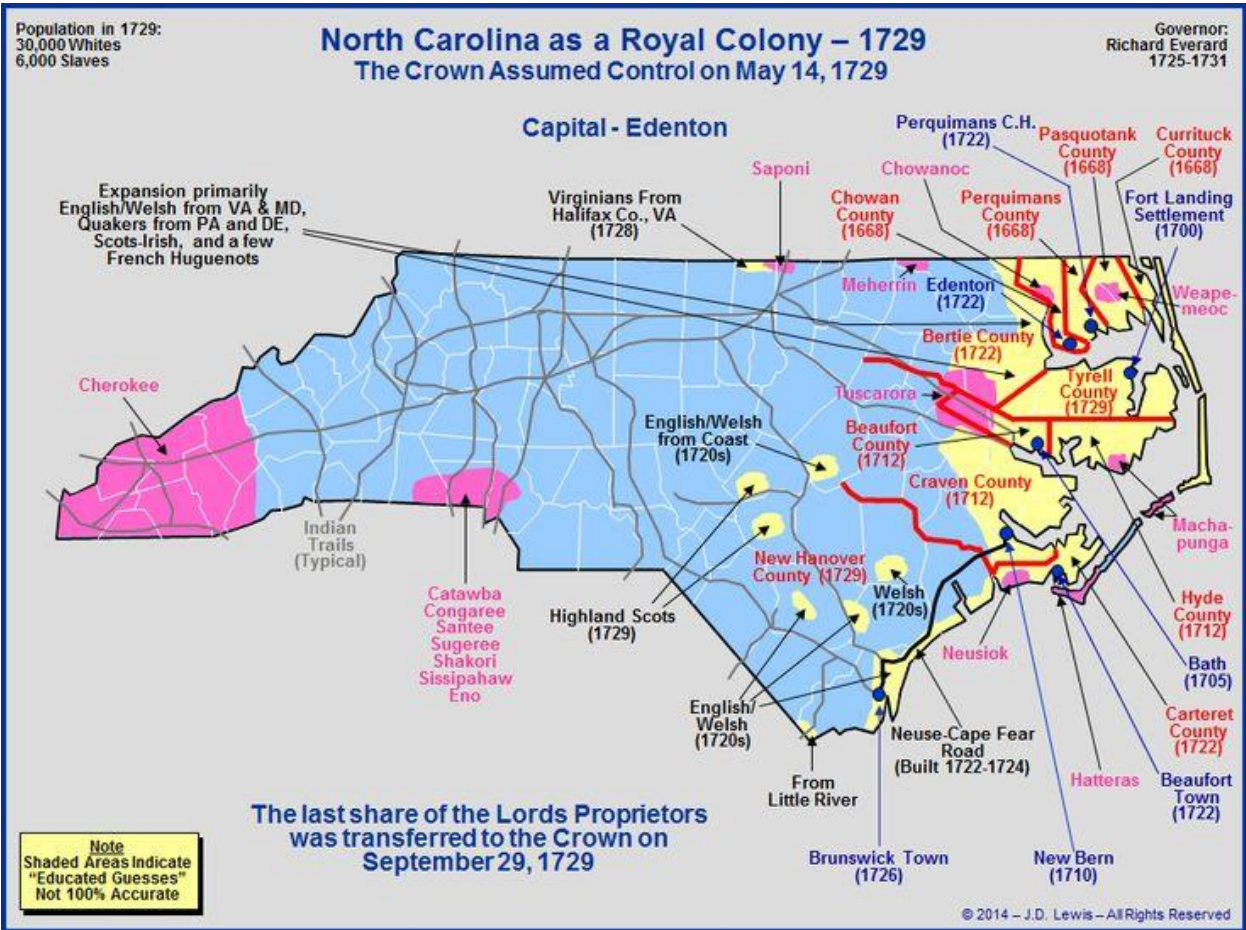 Population in 1729:
30,000 Whites
6,000 Slaves
North Carolina as a Royal Colony – 1729
The Crown Assumed Control on May 14, 1729
Governor:
Richard Everard
1725-1731
Capital - Edenton
Perquimans C.H.
(1722)
Pasquotank
County
(1668)
Currituck
County
(1668)
Saponi
Chowanoc
Expansion primarily
English/Welsh from VA & MD,
Quakers from PA and DE,
Scots-Irish, and a few
French Huguenots
Virginians From
Halifax Co., VA
(1728)
Chowan
County
(1668)
Perquimans
County
(1668)
Fort Landing
Settlement
(1700)
Meherrin
Edenton
(1722)
Weape-
meoc
Bertie County
(1722)
Cherokee
Tuscarora
Tyrell
County
(1729)
English/Welsh
from Coast
(1720s)
Beaufort
County
(1712)
Craven County
(1712)
Indian
Trails
(Typical)
Macha-
punga
New Hanover
County (1729)
Catawba
Congaree
Santee
Sugeree
Shakori
Sissipahaw
Eno
Highland Scots
(1729)
Welsh
(1720s)
Hyde
County
(1712)
Neusiok
Bath
(1705)
English/
Welsh
(1720s)
Neuse-Cape Fear
Road
(Built 1722-1724)
Carteret
County
(1722)
From
Little River
Hatteras
Beaufort
Town
(1722)
The last share of the Lords Proprietors
was transferred to the Crown on
September 29, 1729
Note
Shaded Areas Indicate
“Educated Guesses”
Not 100% Accurate
Brunswick Town
(1726)
New Bern
(1710)
© 2014 – J.D. Lewis – All Rights Reserved